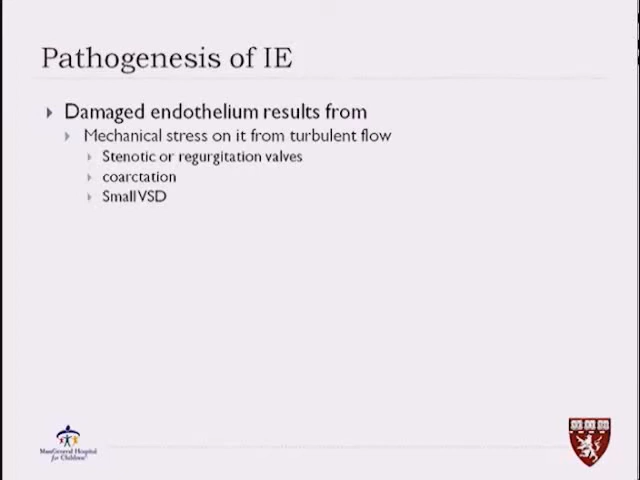 Pathogenesis of IE
Damaged endothelium results from
Mechanical stress on it from turbulent flow
Stenotic or regurgitation valves
coarctation
Small VSD
MassGeneral Hospital
for Children